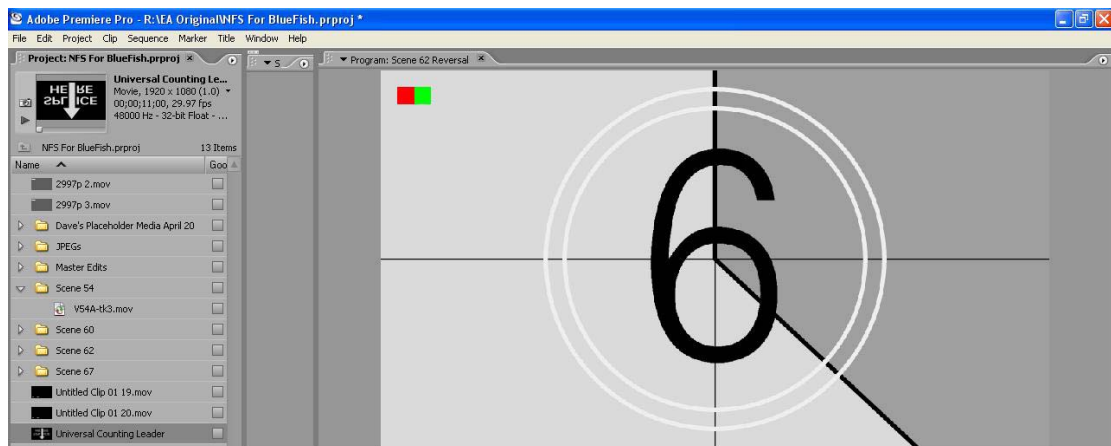 Adobe Premiere Pro - R:\EA Original\NFS For BlueFish.prproj *
File Edit Project Clip Sequence Marker Title Window Help
Project: NFS For BlueFish.prproj
S
Program: Scene 62 Reversal
HERE
SPLICE
Universal Counting Le...
Movie, 1920 x 1080 (1.0)
00;00;11;00, 29.97 fps
48000 Hz - 32-bit Float - ...
NFS For BlueFish.prproj 13 Items
Name Goo
2997p 2.mov
2997p 3.mov
Dave's Placeholder Media April 20
JPEGs
Master Edits
Scene 54
V54A-tk3.mov
Scene 60
Scene 62
Scene 67
Untitled Clip 01 19.mov
Untitled Clip 01 20.mov
Universal Counting Leader
6